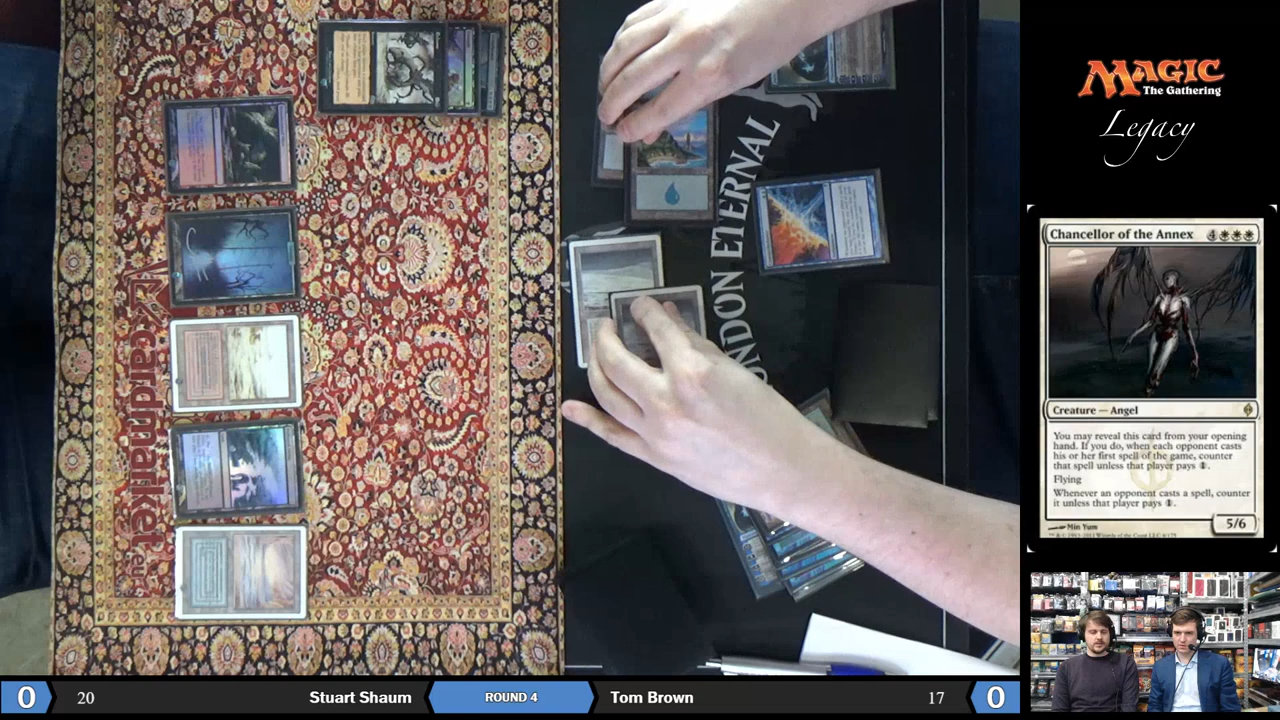 MAGIC
The Gathering
Legacy
LONDON ETERNAL
cardmarket
Chancellor of the Annex 4
Creature — Angel
You may reveal this card from your opening
hand. If you do, when each opponent casts
his or her first spell of the game, counter
that spell unless that player pays 1.
Flying
Whenever an opponent casts a spell, counter
it unless that player pays 1.
5/6
Min Yum
0
20
Stuart Shaum
ROUND 4
Tom Brown
17
0